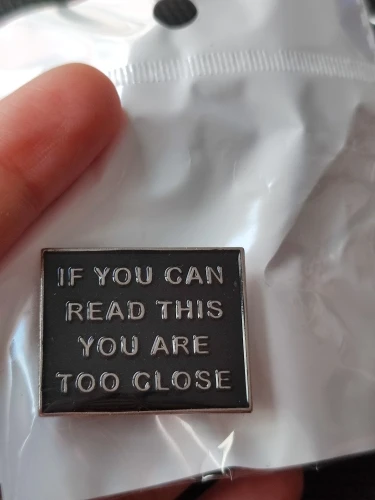 IF YOU CAN
READ THIS
YOU ARE
TOO CLOSE